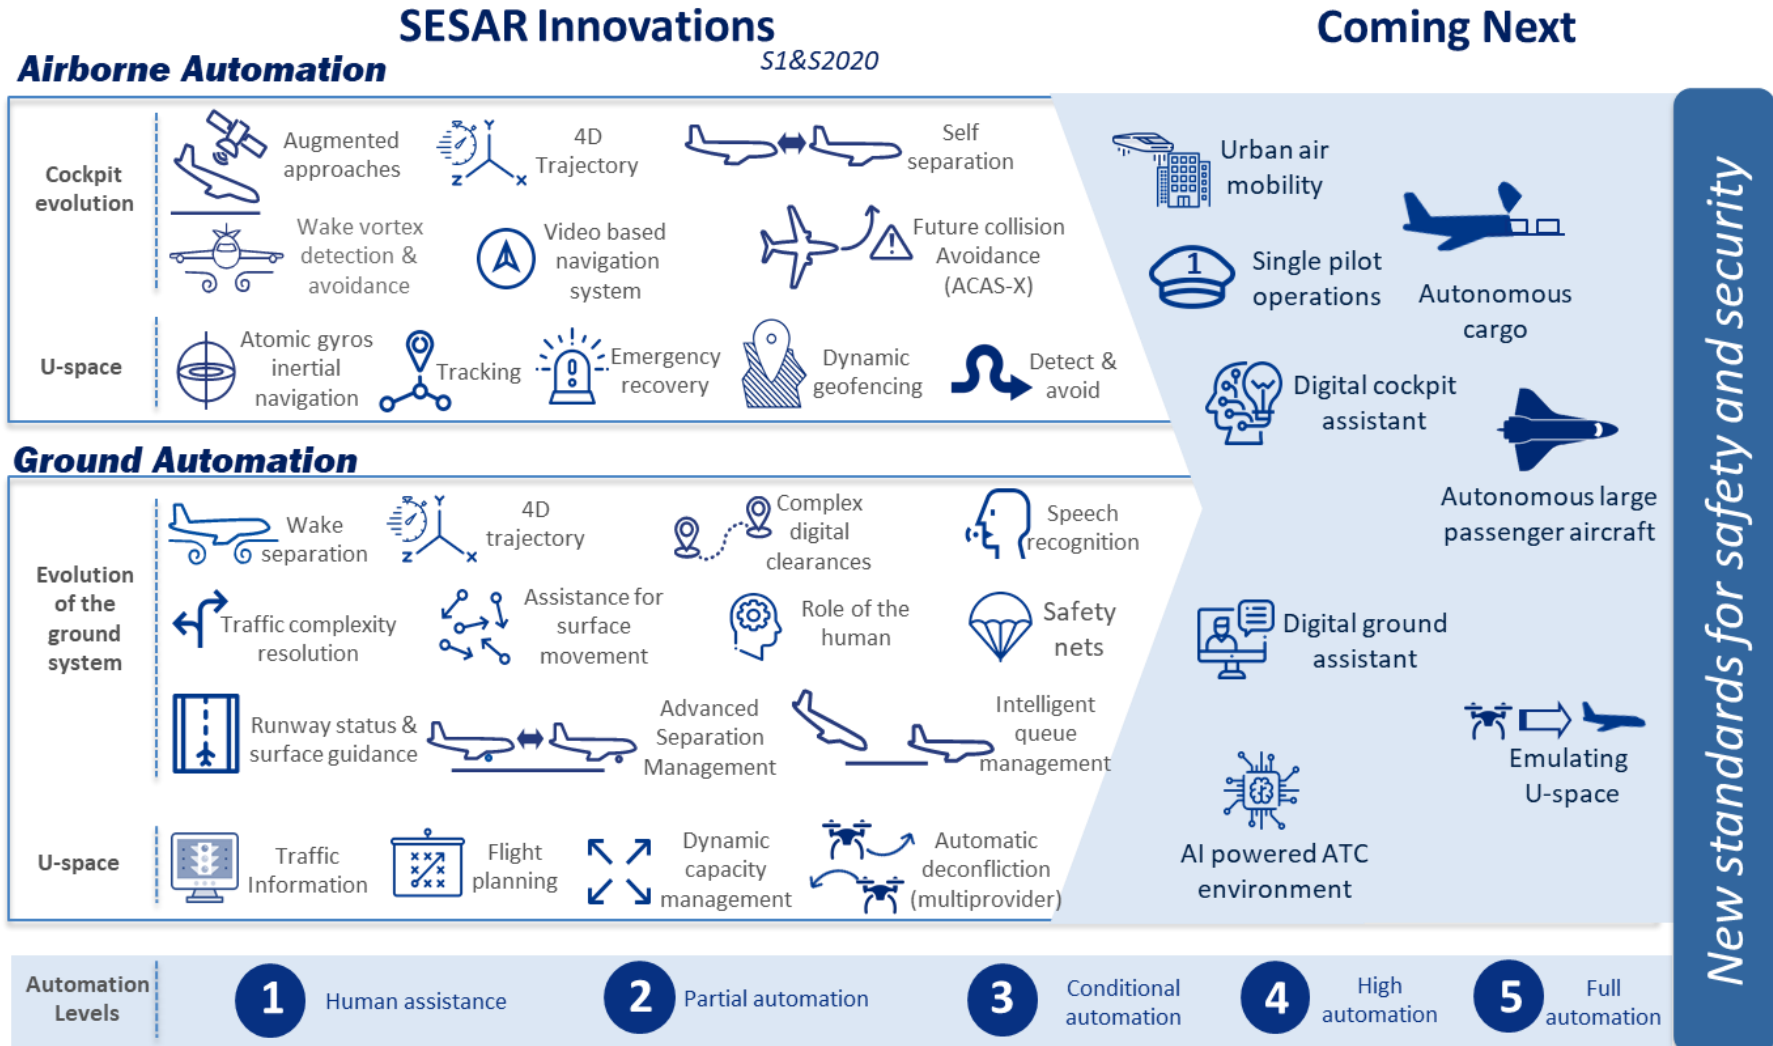 SESAR Innovations
S1&S2020
Coming Next
Airborne Automation
Cockpit
evolution
Augmented
approaches
4D
Trajectory
Self
separation
Wake vortex
detection &
avoidance
Video based
navigation
system
Future collision
Avoidance
(ACAS-X)
U-space
Atomic gyros
inertial
navigation
Tracking
Emergency
recovery
Dynamic
geofencing
Detect &
avoid
Urban air
mobility
1
Single pilot
operations
Autonomous
cargo
Digital cockpit
assistant
Autonomous large
passenger aircraft
Ground Automation
Evolution
of the
ground
system
Wake
separation
4D
trajectory
Complex
digital
clearances
Speech
recognition
Traffic complexity
resolution
Assistance for
surface
movement
Role of the
human
Safety
nets
Runway status &
surface guidance
Advanced
Separation
Management
Intelligent
queue
management
U-space
Traffic
Information
Flight
planning
Dynamic
capacity
management
Automatic
deconfliction
(multiprovider)
Digital ground
assistant
Emulating
U-space
AI powered ATC
environment
New standards for safety and security
Automation
Levels
1 Human assistance
2 Partial automation
3 Conditional
automation
4 High
automation
5 Full
automation
Y
Z
X
Y
Z
X